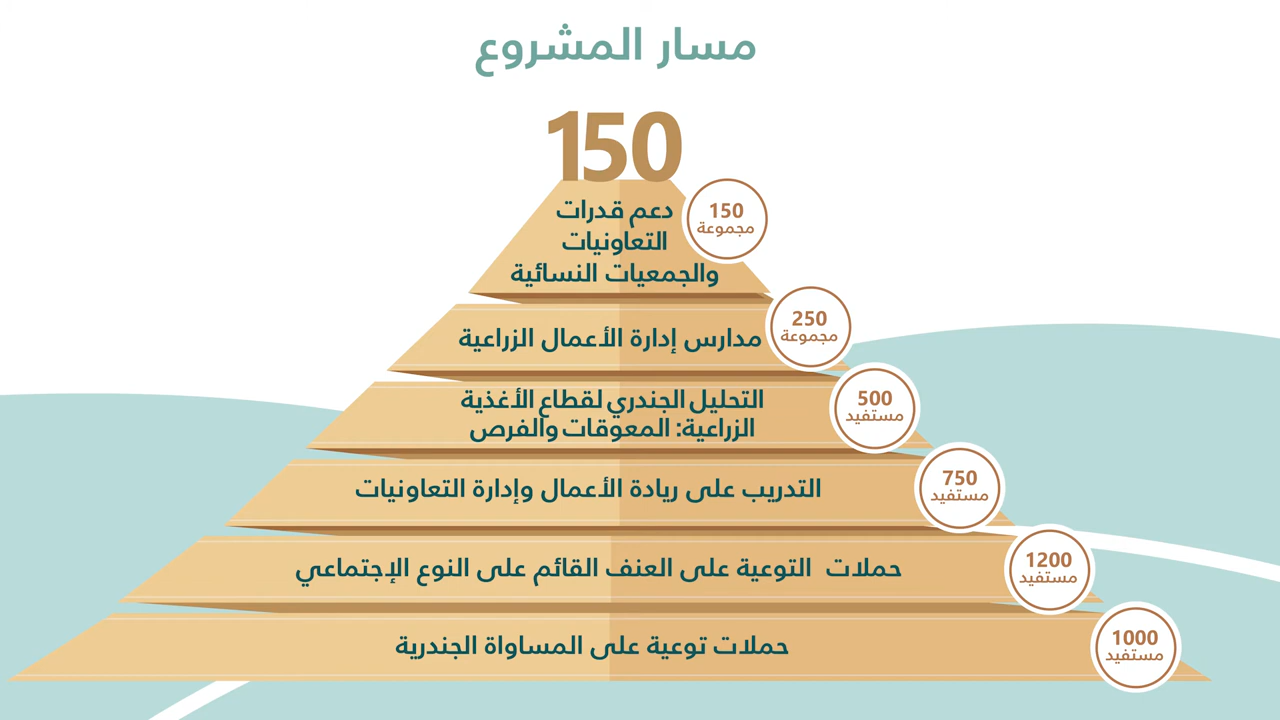 مسار المشروع
150
دعم قدرات
التعاونيات
والجمعيات النسائية
150
مجموعة
مدارس إدارة الأعمال الزراعية
250
مجموعة
التحليل الجندري لقطاع الأغذية
الزراعية: المعوقات والفرص
500
مستفيد
التدريب على ريادة الأعمال وإدارة التعاونيات
750
مستفيد
حملات التوعية على العنف القائم على النوع الإجتماعي
1200
مستفيد
حملات توعية على المساواة الجندرية
1000
مستفيد